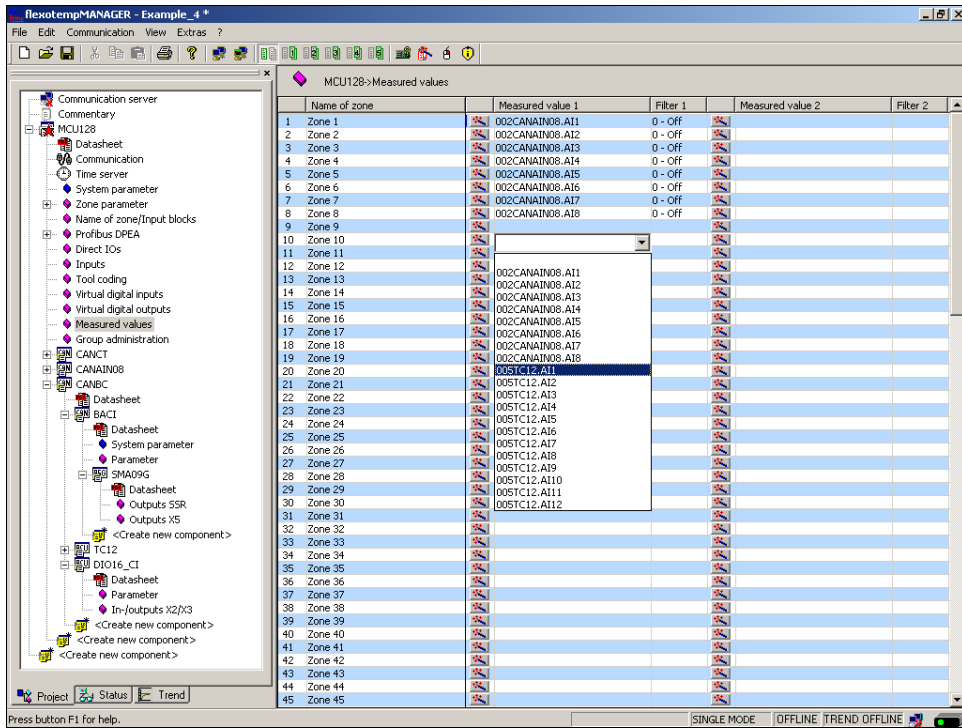 flexotempMANAGER - Example_4 *
File Edit Communication View Extras ?
MCU128->Measured values
Communication server
Commentary
MCU128
Datasheet
Communication
Time server
System parameter
Zone parameter
Name of zone/Input blocks
Profibus DPEA
Direct IOs
Inputs
Tool coding
Virtual digital inputs
Virtual digital outputs
Measured values
Group administration
CANCT
CANAIN08
CANBC
Datasheet
BACI
Datasheet
System parameter
Parameter
SMA09G
Datasheet
Outputs SSR
Outputs X5
<Create new component>
TC12
DIO16_CI
Datasheet
Parameter
In-/outputs X2/X3
<Create new component>
<Create new component>
<Create new component>
Project Status Trend
Name of zone Measured value 1 Filter 1 Measured value 2 Filter 2
1 Zone 1 002CANAIN08.AI1 0 - Off
2 Zone 2 002CANAIN08.AI2 0 - Off
3 Zone 3 002CANAIN08.AI3 0 - Off
4 Zone 4 002CANAIN08.AI4 0 - Off
5 Zone 5 002CANAIN08.AI5 0 - Off
6 Zone 6 002CANAIN08.AI6 0 - Off
7 Zone 7 002CANAIN08.AI7 0 - Off
8 Zone 8 002CANAIN08.AI8 0 - Off
9 Zone 9
10 Zone 10
11 Zone 11
12 Zone 12
13 Zone 13
14 Zone 14
15 Zone 15
16 Zone 16
17 Zone 17
18 Zone 18
19 Zone 19
20 Zone 20
21 Zone 21
22 Zone 22
23 Zone 23
24 Zone 24
25 Zone 25
26 Zone 26
27 Zone 27
28 Zone 28
29 Zone 29
30 Zone 30
31 Zone 31
32 Zone 32
33 Zone 33
34 Zone 34
35 Zone 35
36 Zone 36
37 Zone 37
38 Zone 38
39 Zone 39
40 Zone 40
41 Zone 41
42 Zone 42
43 Zone 43
44 Zone 44
45 Zone 45
002CANAIN08.AI1
002CANAIN08.AI2
002CANAIN08.AI3
002CANAIN08.AI4
002CANAIN08.AI5
002CANAIN08.AI6
002CANAIN08.AI7
002CANAIN08.AI8
005TC12.AI1
005TC12.AI2
005TC12.AI3
005TC12.AI4
005TC12.AI5
005TC12.AI6
005TC12.AI7
005TC12.AI8
005TC12.AI9
005TC12.AI10
005TC12.AI11
005TC12.AI12
Press button F1 for help. SINGLE MODE OFFLINE TREND OFFLINE